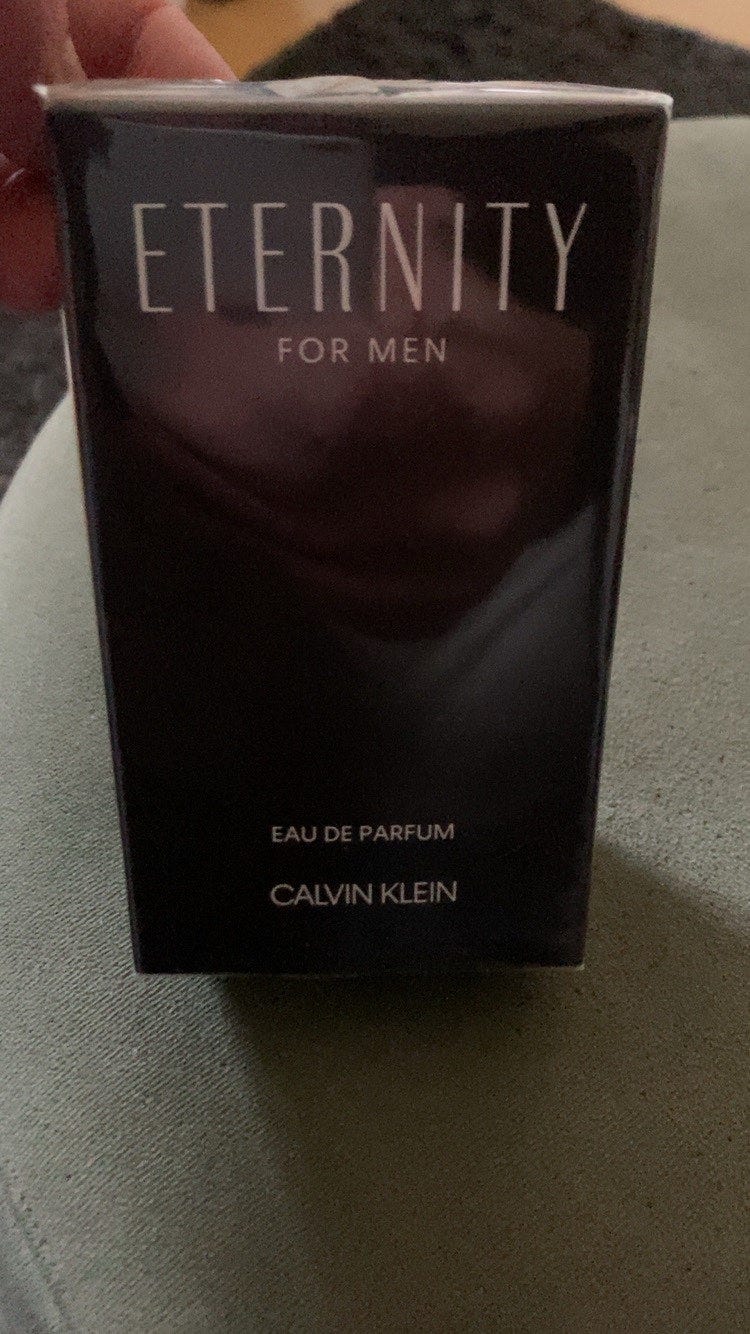 ETERNITY
FOR MEN
EAU DE PARFUM
CALVIN KLEIN